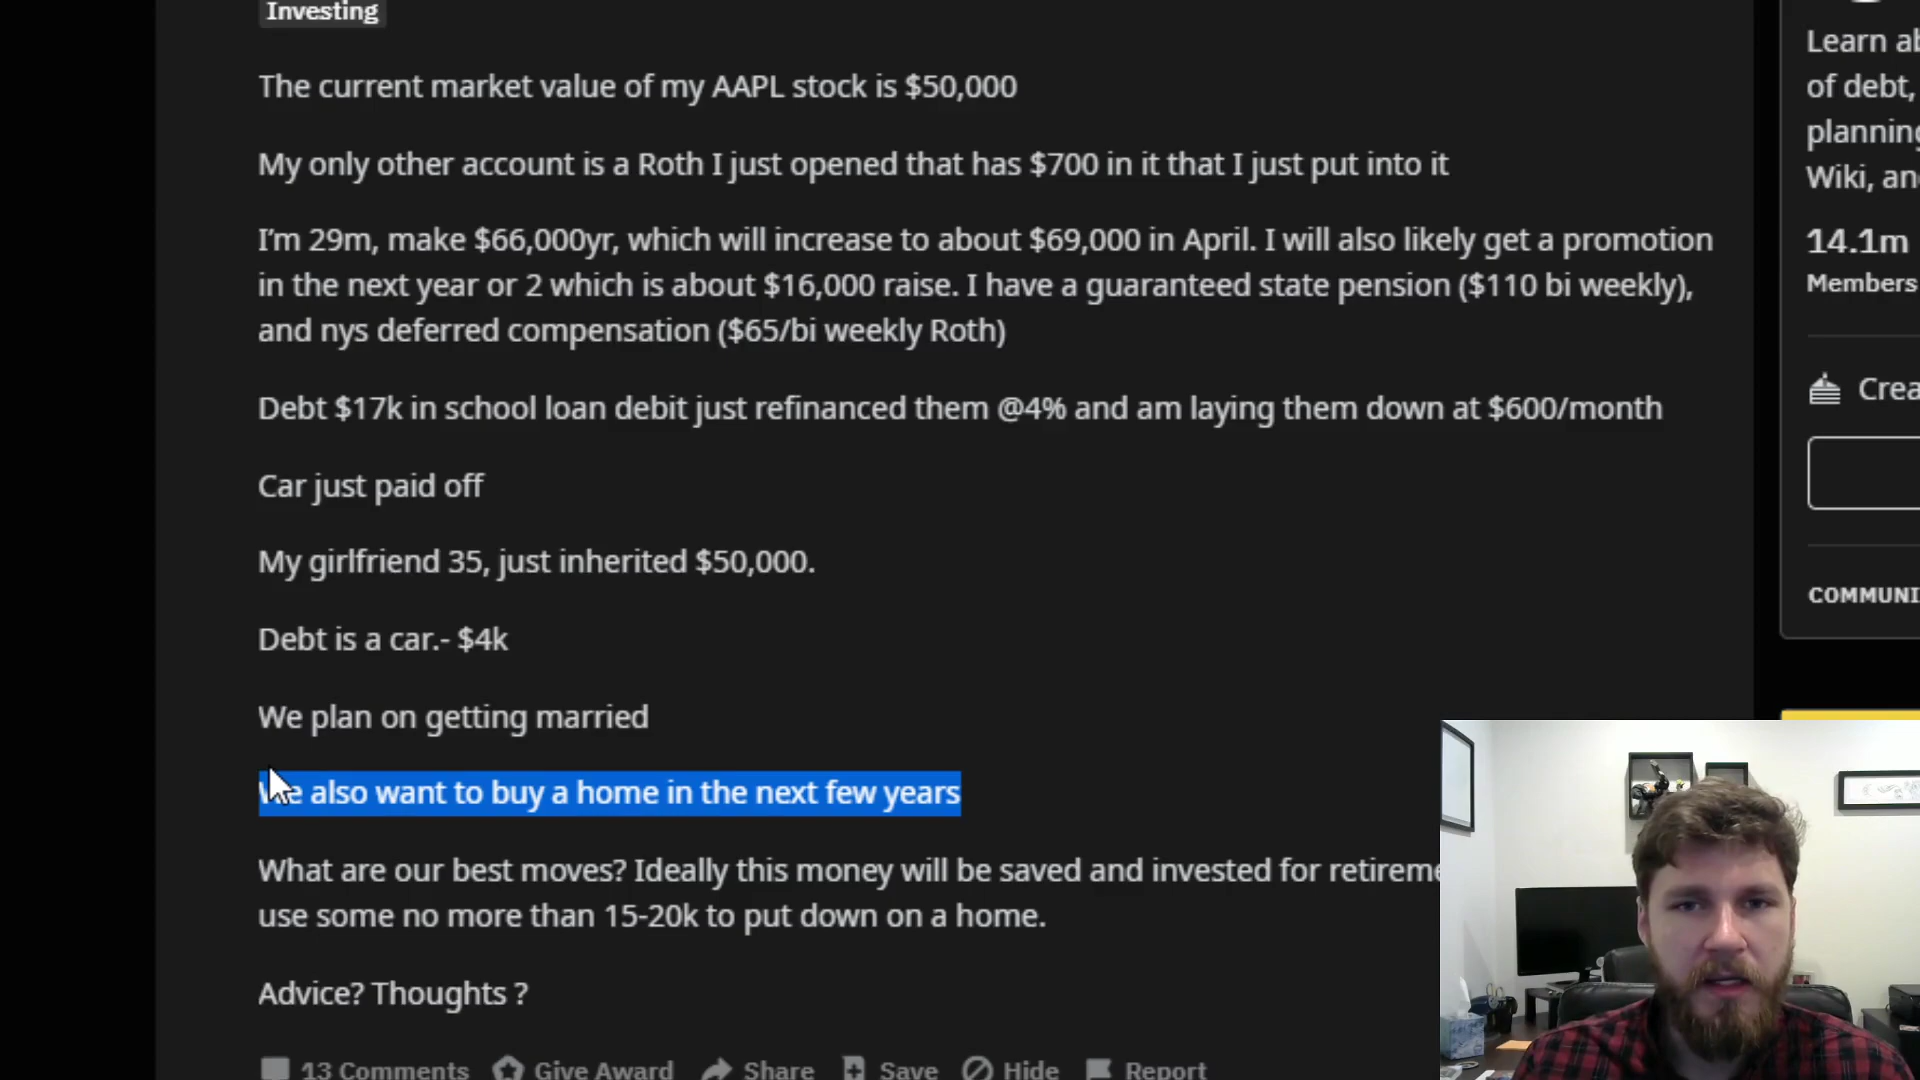 Investing
The current market value of my AAPL stock is $50,000
My only other account is a Roth I just opened that has $700 in it that I just put into it
I'm 29m, make $66,000yr, which will increase to about $69,000 in April. I will also likely get a promotion
in the next year or 2 which is about $16,000 raise. I have a guaranteed state pension ($110 bi weekly),
and nys deferred compensation ($65/bi weekly Roth)
Debt $17k in school loan debit just refinanced them @4% and am laying them down at $600/month
Car just paid off
My girlfriend 35, just inherited $50,000.
Debt is a car.- $4k
We plan on getting married
We also want to buy a home in the next few years
What are our best moves? Ideally this money will be saved and invested for retireme
use some no more than 15-20k to put down on a home.
Advice? Thoughts ?
13 Comments Give Award Share Save Hide Report
Learn ab
of debt,
planning
Wiki, an
14.1m
Members
Crea
COMMUNI